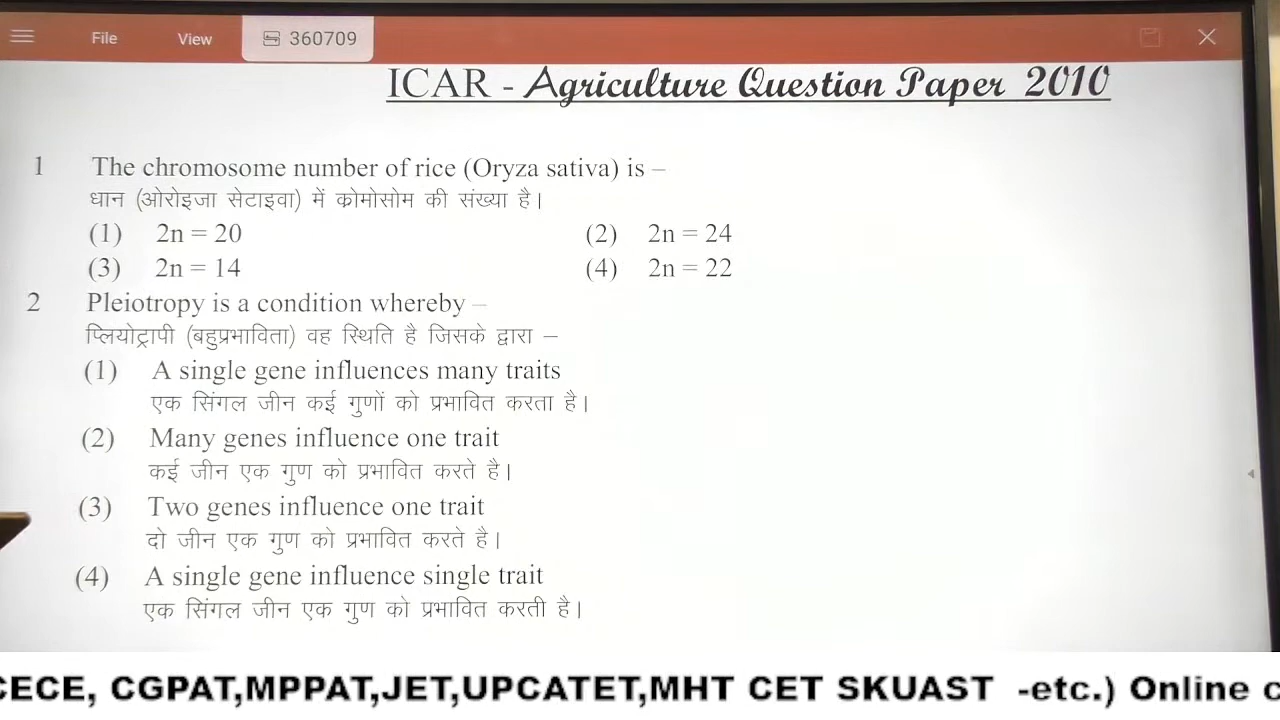 File View 360709
ICAR - Agriculture Question Paper 2010
1 The chromosome number of rice (Oryza sativa) is –
धान (ओरोइजा सेटाइवा) में क्रोमोसोम की संख्या है।
(1) 2n = 20 (2) 2n = 24
(3) 2n = 14 (4) 2n = 22
2 Pleiotropy is a condition whereby –
प्लियोट्रापी (बहुप्रभाविता) वह स्थिति है जिसके द्वारा –
(1) A single gene influences many traits
एक सिंगल जीन कई गुणों को प्रभावित करता है।
(2) Many genes influence one trait
कई जीन एक गुण को प्रभावित करते है।
(3) Two genes influence one trait
दो जीन एक गुण को प्रभावित करते है।
(4) A single gene influence single trait
एक सिंगल जीन एक गुण को प्रभावित करती है।
CECE, CGPAT,MPPAT,JET,UPCATET,MHT CET SKUAST -etc.) Online c